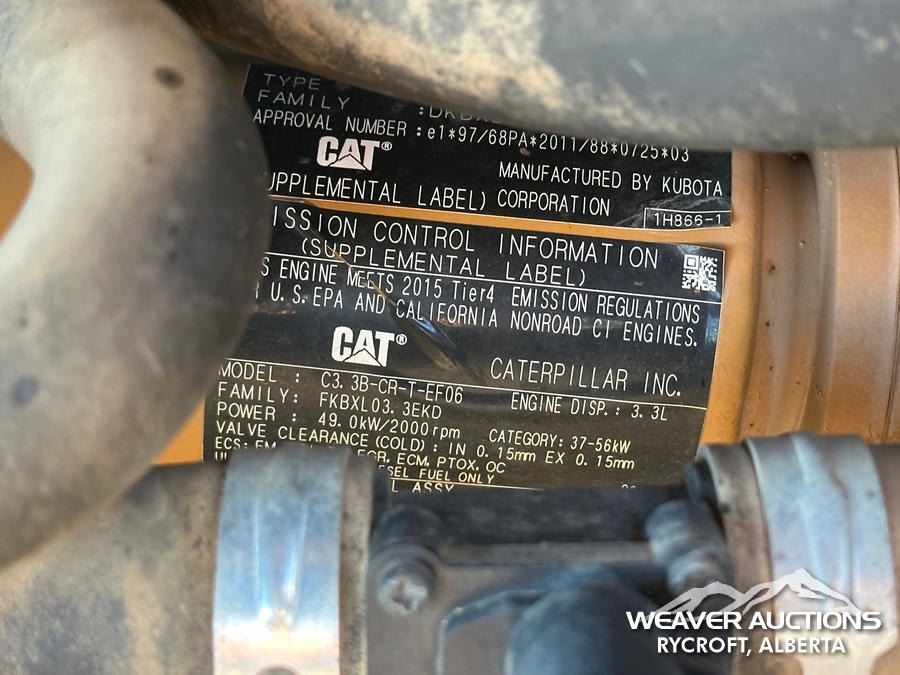 TYPE
FAMILY
APPROVAL NUMBER : e1*97/68PA*2011/88*0725*03
CAT®
MANUFACTURED BY KUBOTA
CORPORATION
UPPLEMENTAL LABEL)
1H866-1
ISSION CONTROL INFORMATION
(SUPPLEMENTAL LABEL)
S ENGINE MEETS 2015 Tier4 EMISSION REGULATIONS
U.S. EPA AND CALIFORNIA NONROAD CI ENGINES.
CAT®
CATERPILLAR INC.
MODEL : C3.3B-CR-T-EF06
ENGINE DISP.: 3.3L
FAMILY: FKBXL03.3EKD
POWER : 49.0kW/2000rpm
CATEGORY: 37-56kW
VALVE CLEARANCE (COLD) : IN 0.15mm EX 0.15mm
ECS: EGR, ECM, PTOX, OC
SEL FUEL ONLY
L ASSY
WEAVER AUCTIONS
RYCROFT, ALBERTA